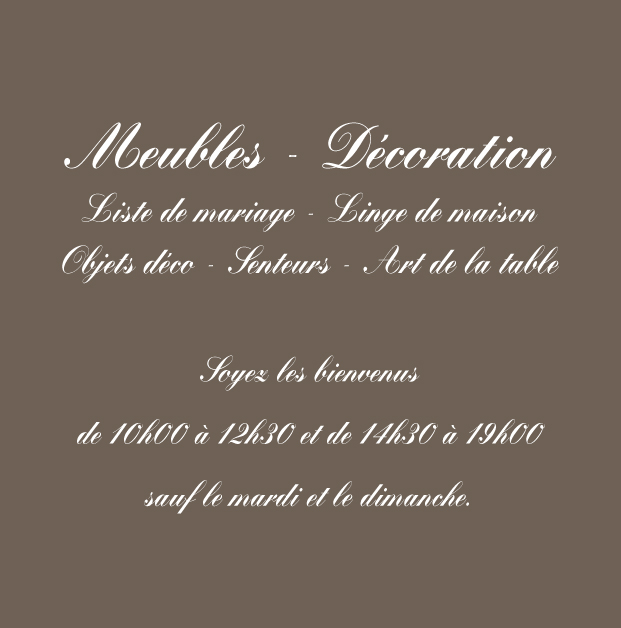 Meubles - Décoration
Liste de mariage - Linge de maison
Objets déco - Senteurs - Art de la table
Soyez les bienvenus
de 10h00 à 12h30 et de 14h30 à 19h00
sauf le mardi et le dimanche.